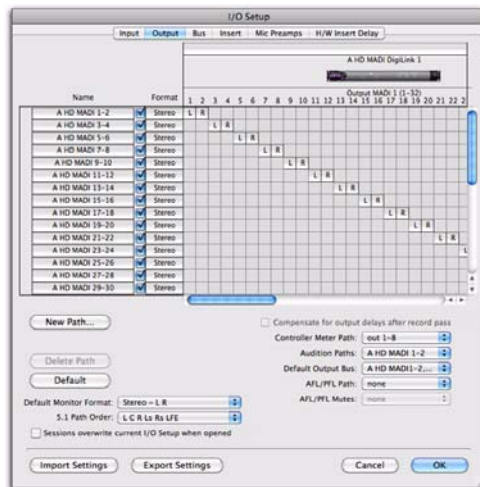 I/O Setup
Input Output Bus Insert Mic Preamps H/W Insert Delay
A HD MADI DigiLink 1
Output MADI 1 (1-32)
Name Format 1 2 3 4 5 6 7 8 9 10 11 12 13 14 15 16 17 18 19 20 21 22 2
A HD MADI 1-2 Stereo L R
A HD MADI 3-4 Stereo L R
A HD MADI 5-6 Stereo L R
A HD MADI 7-8 Stereo L R
A HD MADI 9-10 Stereo L R
A HD MADI 11-12 Stereo L R
A HD MADI 13-14 Stereo L R
A HD MADI 15-16 Stereo L R
A HD MADI 17-18 Stereo L R
A HD MADI 19-20 Stereo L R
A HD MADI 21-22 Stereo L R
A HD MADI 23-24 Stereo L
A HD MADI 25-26 Stereo
A HD MADI 27-28 Stereo
A HD MADI 29-30 Stereo
New Path...
Compensate for output delays after record pass
Controller Meter Path: out 1-8
Delete Path
Audition Paths: A HD MADI 1-2
Default
Default Output Bus: A HD MADI1-2,...
AFL/PFL Path: none
Default Monitor Format: Stereo - L R
AFL/PFL Mutes: none
5.1 Path Order: L C R Ls Rs LFE
Sessions overwrite current I/O Setup when opened
Import Settings Export Settings Cancel OK